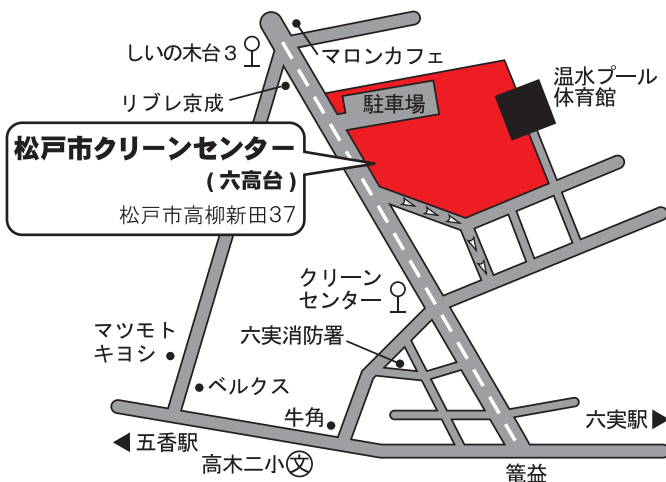 しいの木台3
マロンカフェ
リブレ京成
駐車場
温水プール
体育館
松戸市クリーンセンター
(六高台)
松戸市高柳新田37
クリーン
センター
六実消防署
マツモト
キヨシ
ベルクス
牛角
六実駅
五香駅
高木二小
文
篭益